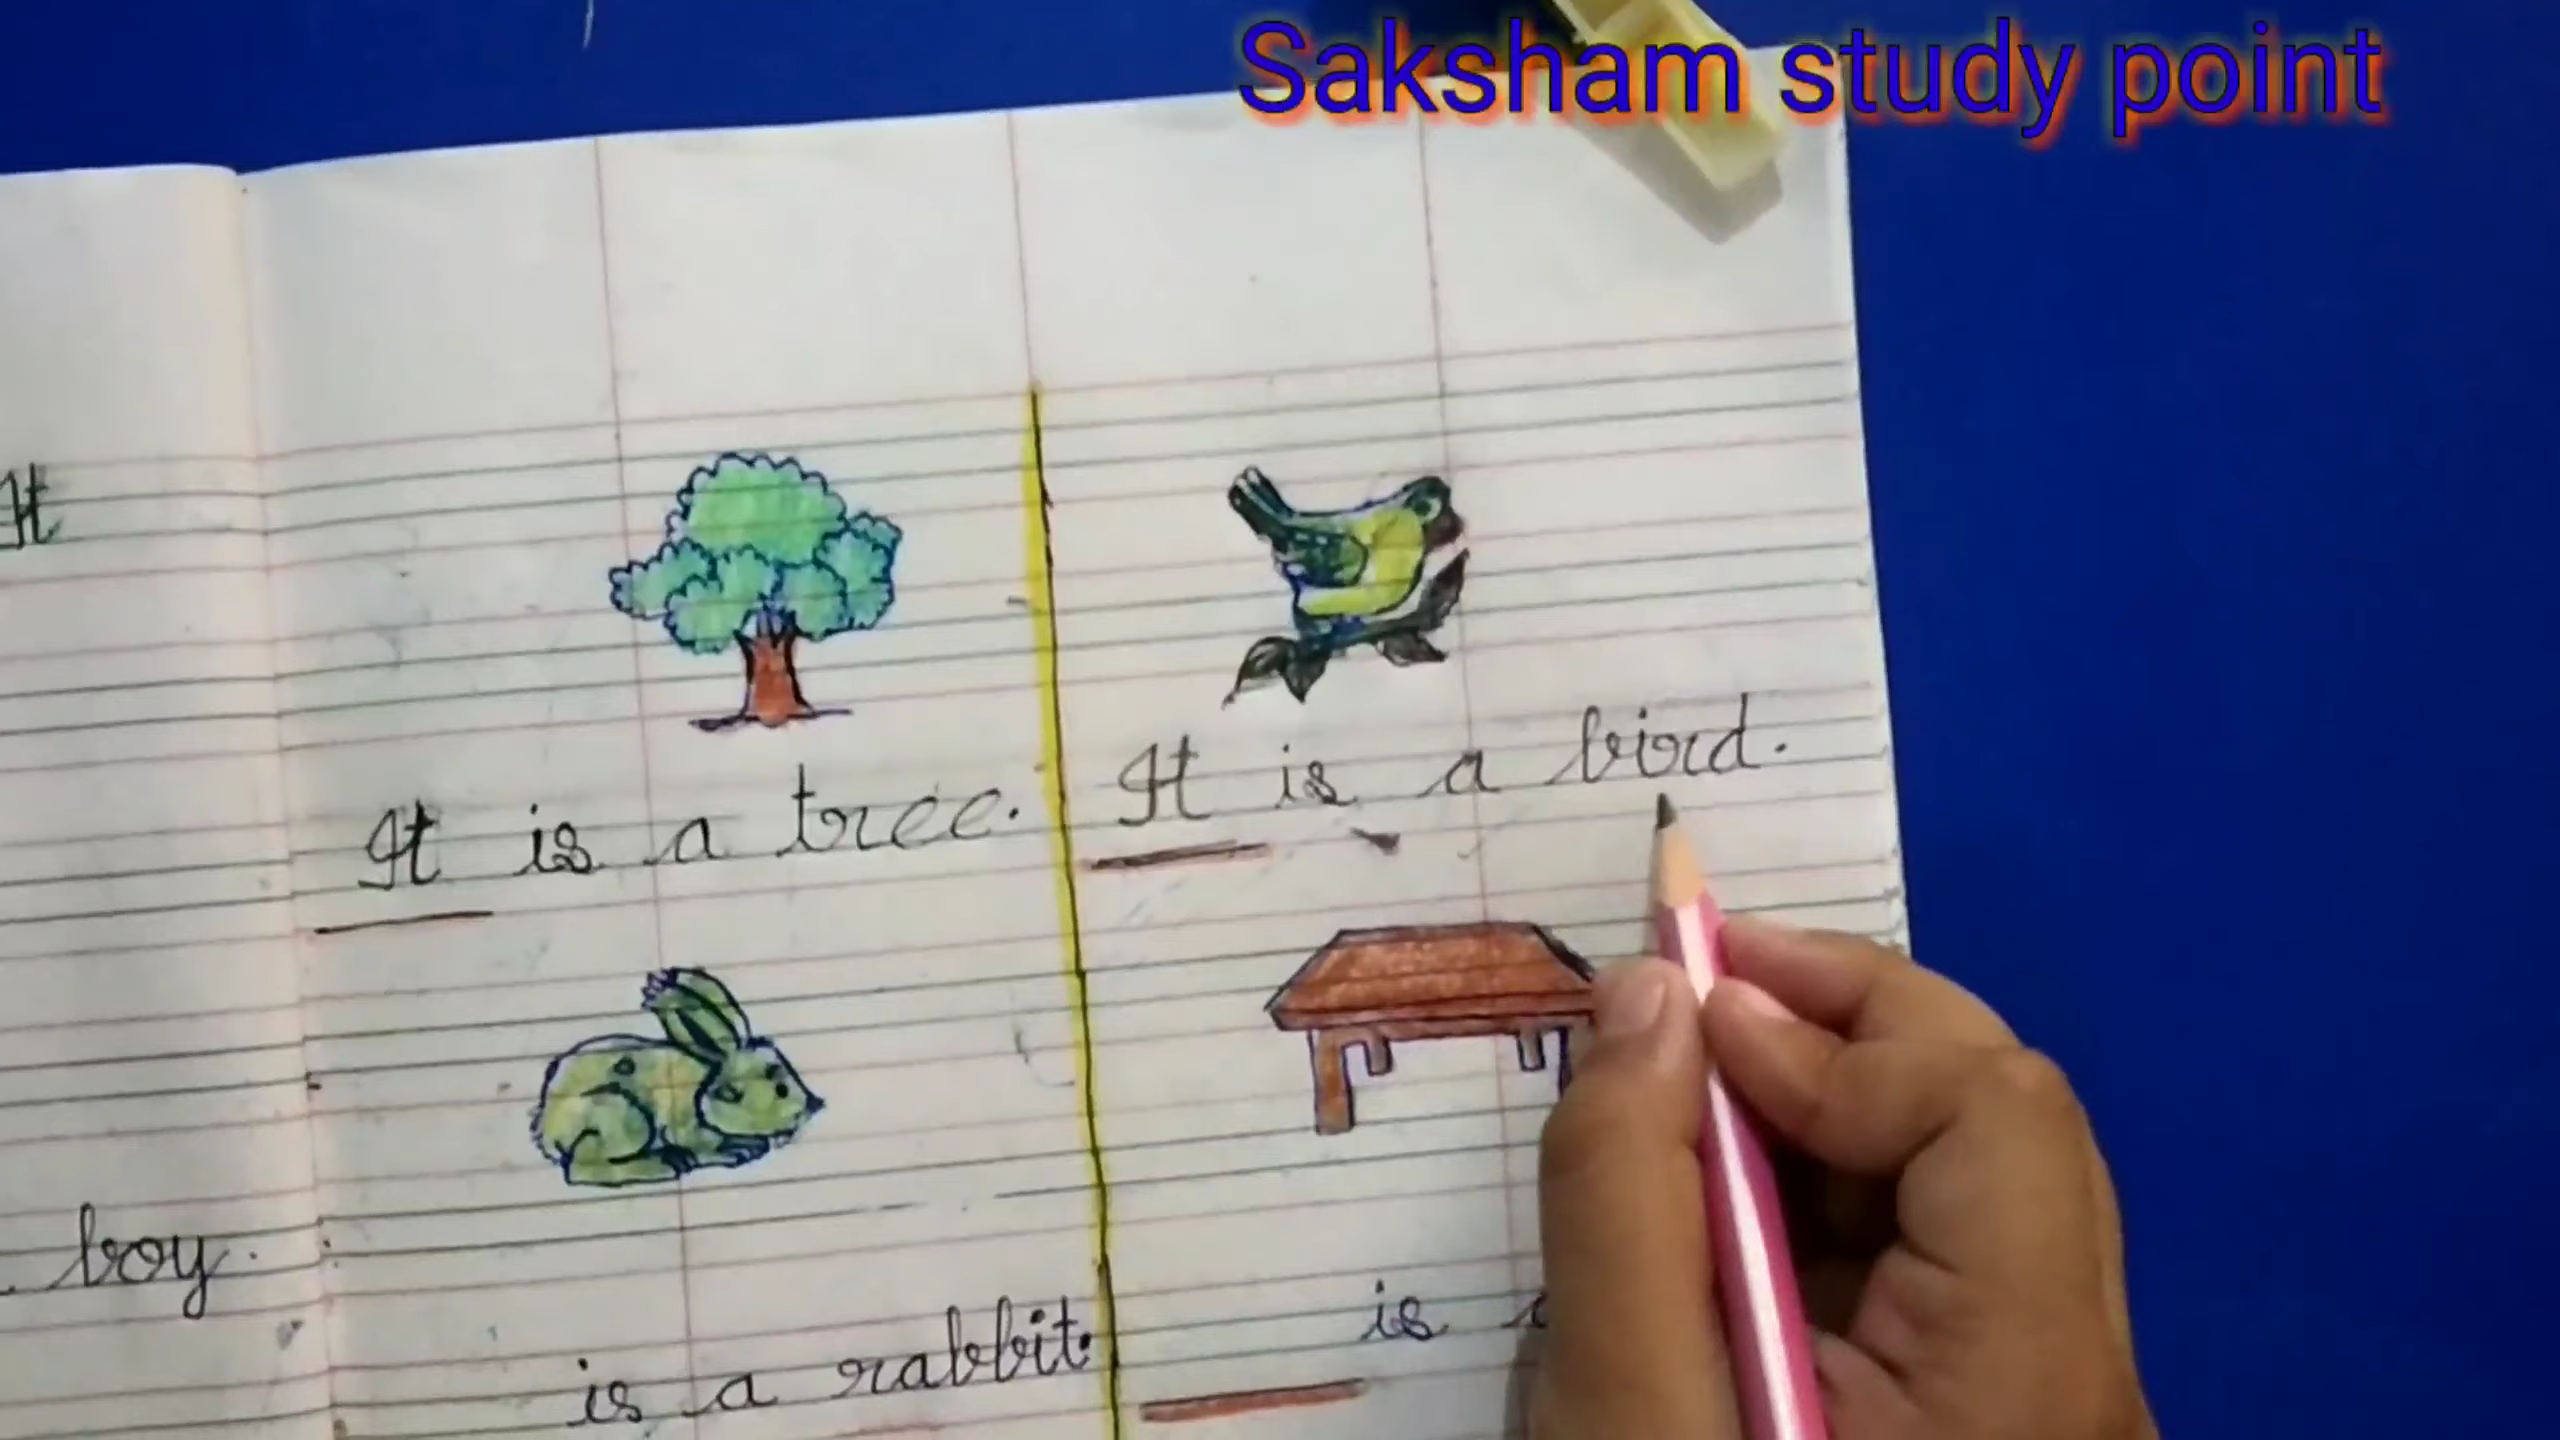 Saksham study point
It
It is a tree.
It is a bird.
boy.
is a rabbit.
is